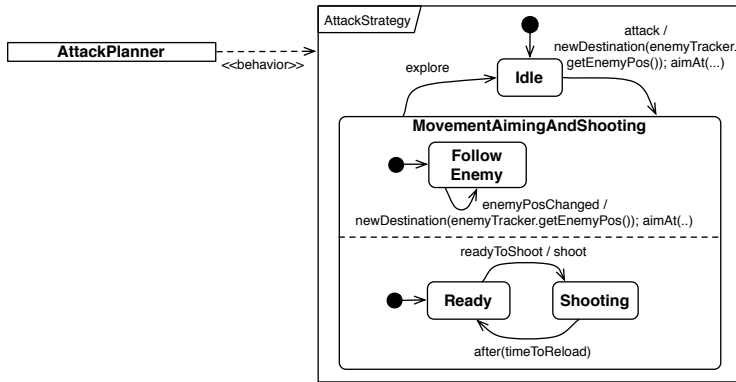 AttackStrategy
AttackPlanner
<<behavior>>
attack /
newDestination(enemyTracker.
getEnemyPos()); aimAt(...)
explore
Idle
MovementAimingAndShooting
Follow
Enemy
enemyPosChanged /
newDestination(enemyTracker.getEnemyPos()); aimAt(..)
readyToShoot / shoot
Ready
Shooting
after(timeToReload)